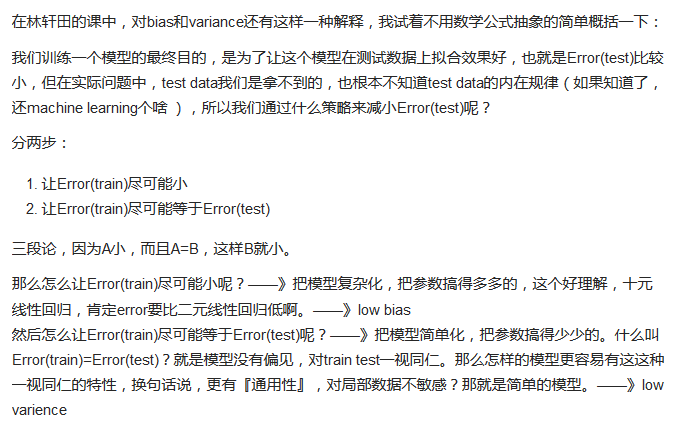 在林轩田的课中，对bias和variance还有这样一种解释，我试着不用数学公式抽象的简单概括一下：
我们训练一个模型的最终目的，是为了让这个模型在测试数据上拟合效果好，也就是Error(test)比较
小，但在实际问题中，test data我们是拿不到的，也根本不知道test data的内在规律（如果知道了，
还machine learning个啥 ），所以我们通过什么策略来减小Error(test)呢？
分两步：
1. 让Error(train)尽可能小
2. 让Error(train)尽可能等于Error(test)
三段论，因为A小，而且A=B，这样B就小。
那么怎么让Error(train)尽可能小呢？——》把模型复杂化，把参数搞得多多的，这个好理解，十元
线性回归，肯定error要比二元线性回归低啊。——》low bias
然后怎么让Error(train)尽可能等于Error(test)呢？——》把模型简单化，把参数搞得少少的。什么叫
Error(train)=Error(test)？就是模型没有偏见，对train test一视同仁。那么怎样的模型更容易有这这种
一视同仁的特性，换句话说，更有『通用性』，对局部数据不敏感？那就是简单的模型。——》low
varience